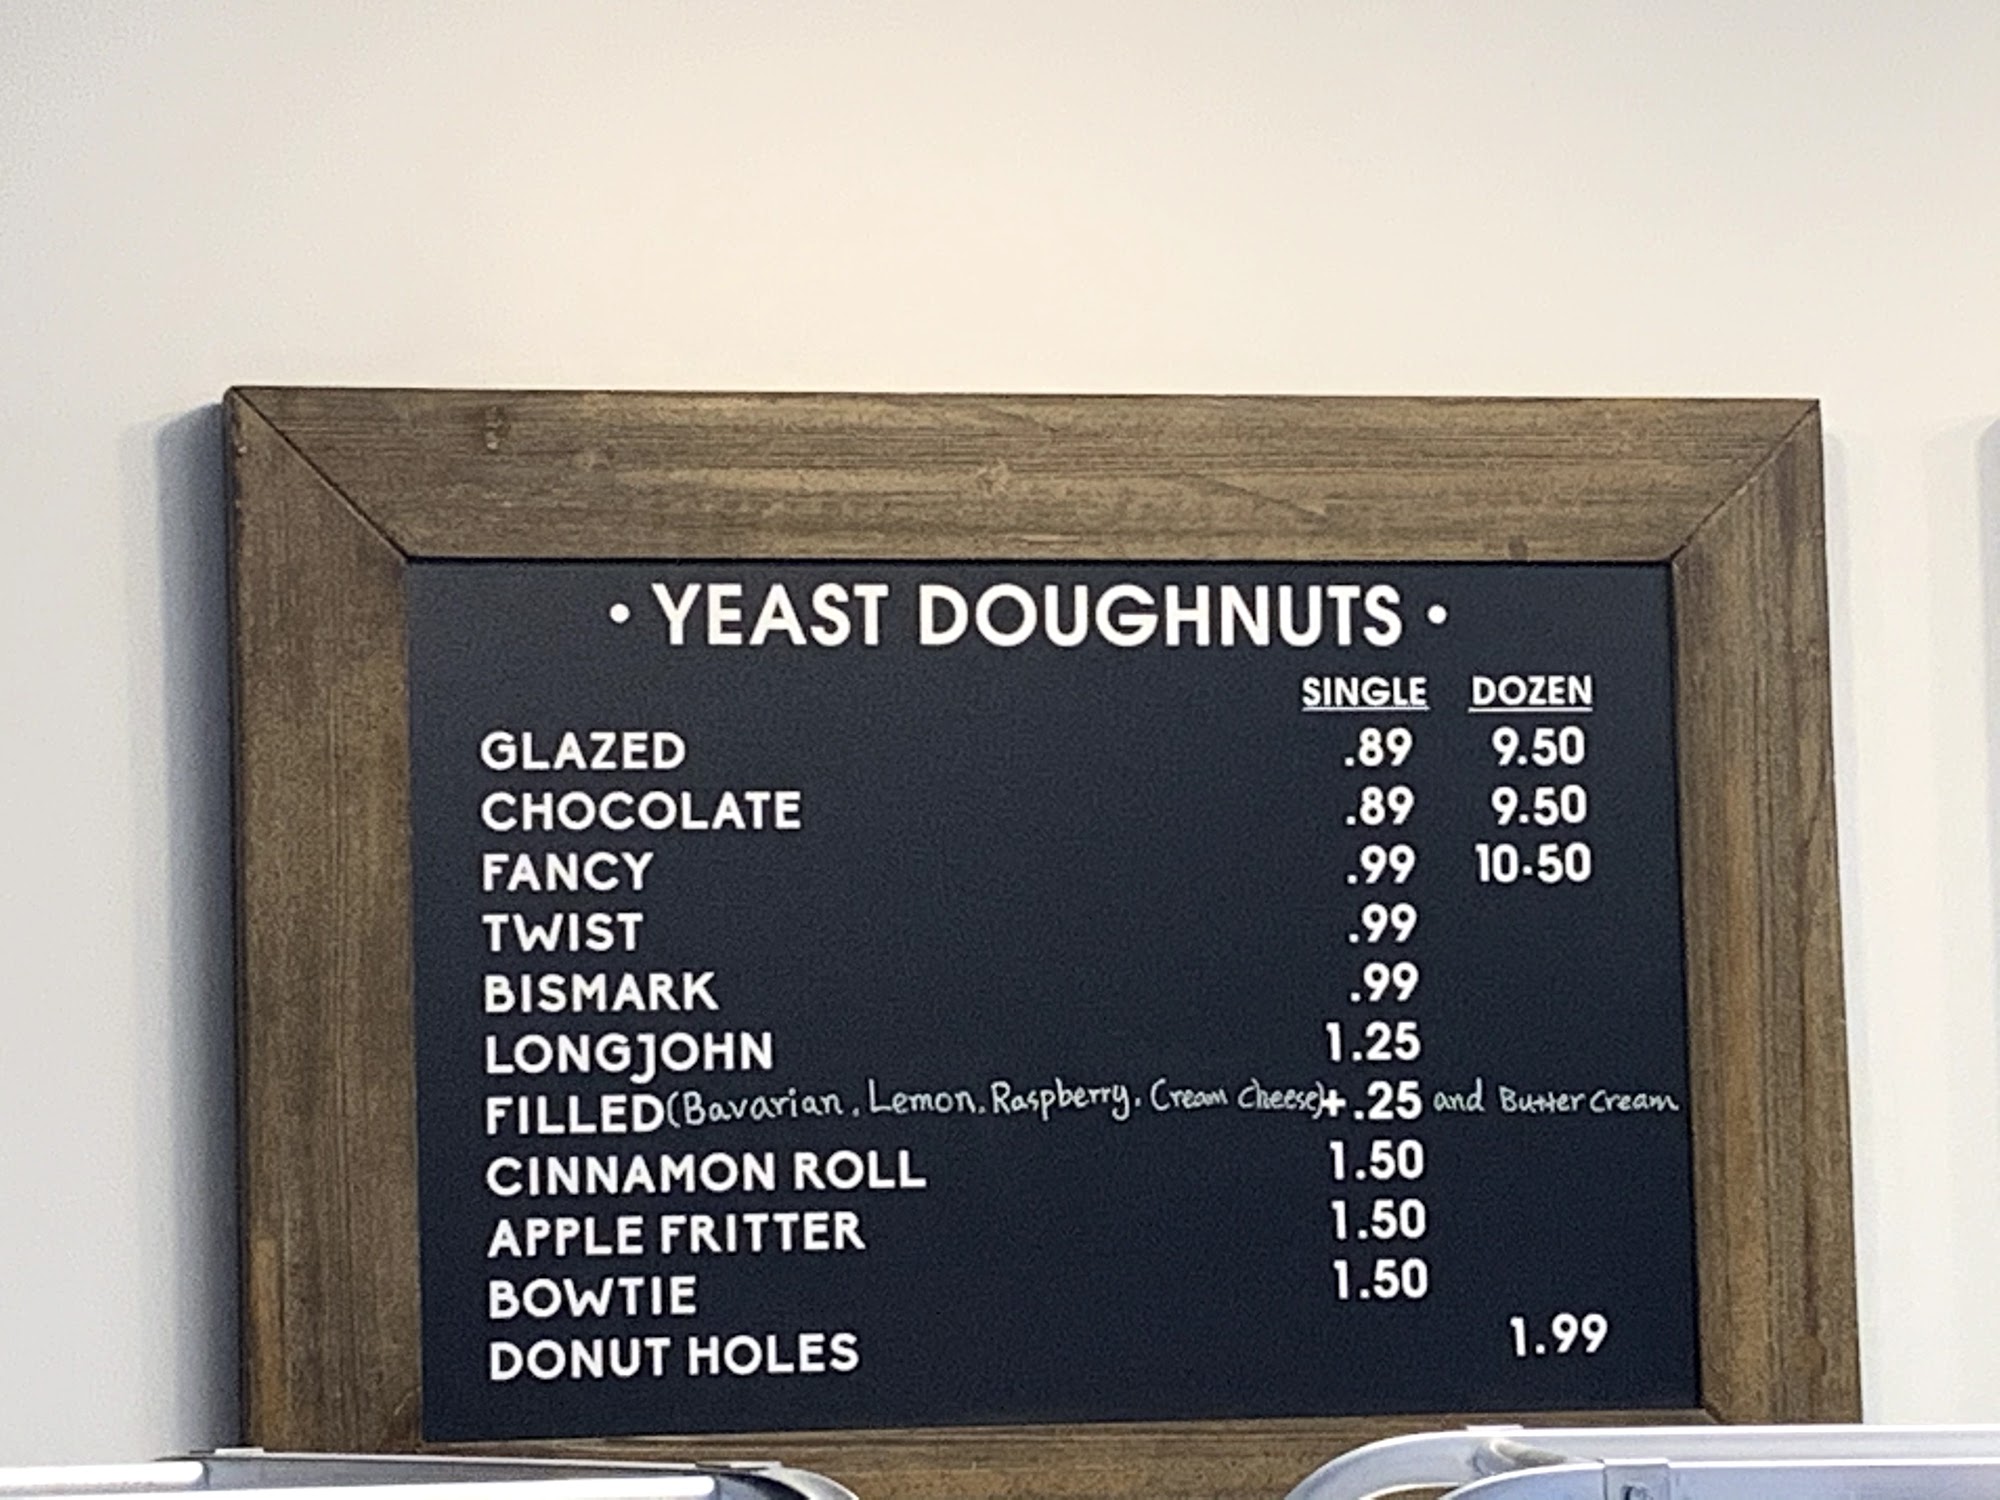 • YEAST DOUGHNUTS •
SINGLE DOZEN
GLAZED .89 9.50
CHOCOLATE .89 9.50
FANCY .99 10.50
TWIST .99
BISMARK .99
LONGJOHN 1.25
FILLED (Bavarian, Lemon, Raspberry, Cream cheese) +.25 and Butter cream
CINNAMON ROLL 1.50
APPLE FRITTER 1.50
BOWTIE 1.50
DONUT HOLES 1.99